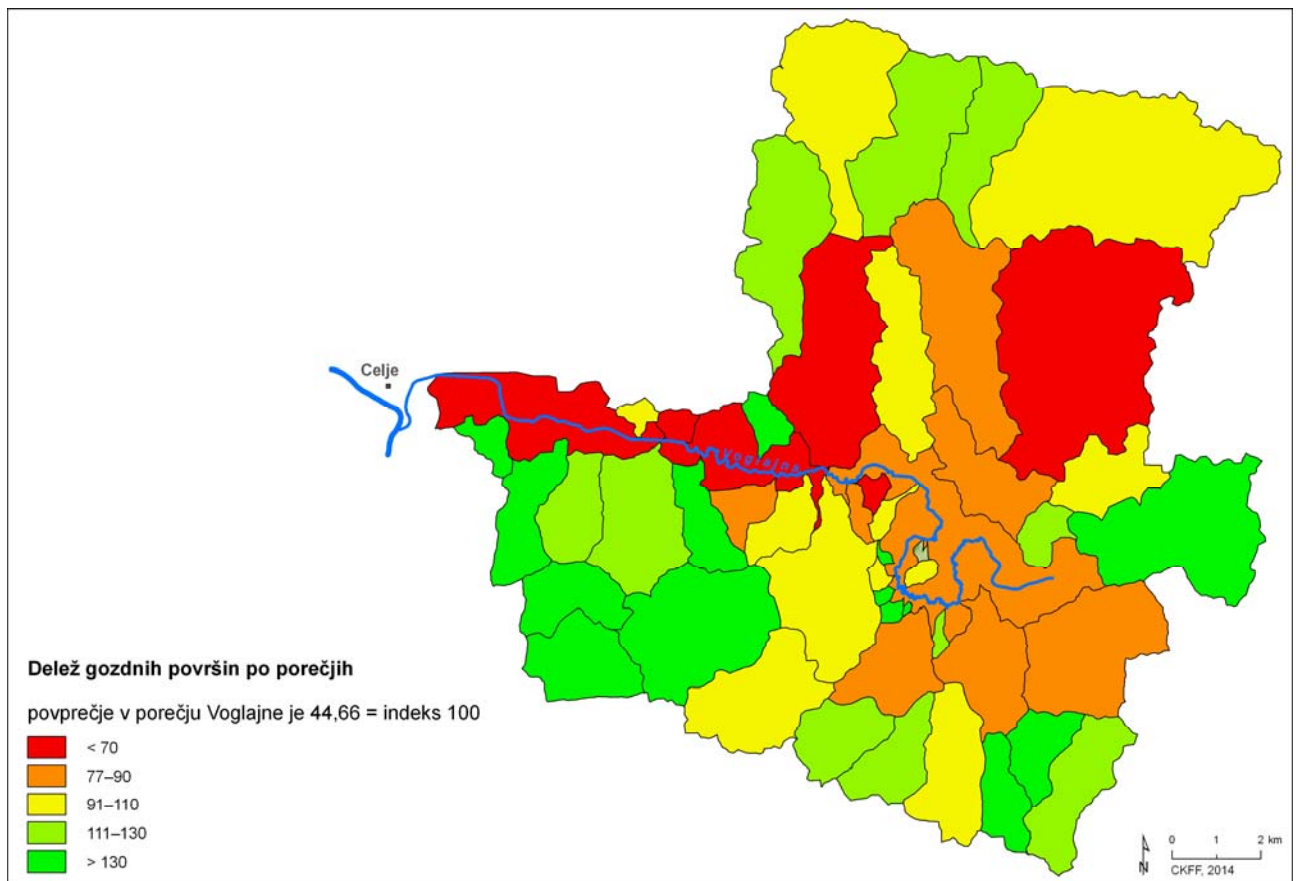 Celje
Voglajna
Delež gozdnih površin po porečjih
povprečje v porečju Voglajne je 44,66 = indeks 100
< 70
77–90
91–110
111–130
> 130
N
0 1 2 km
CKFF, 2014